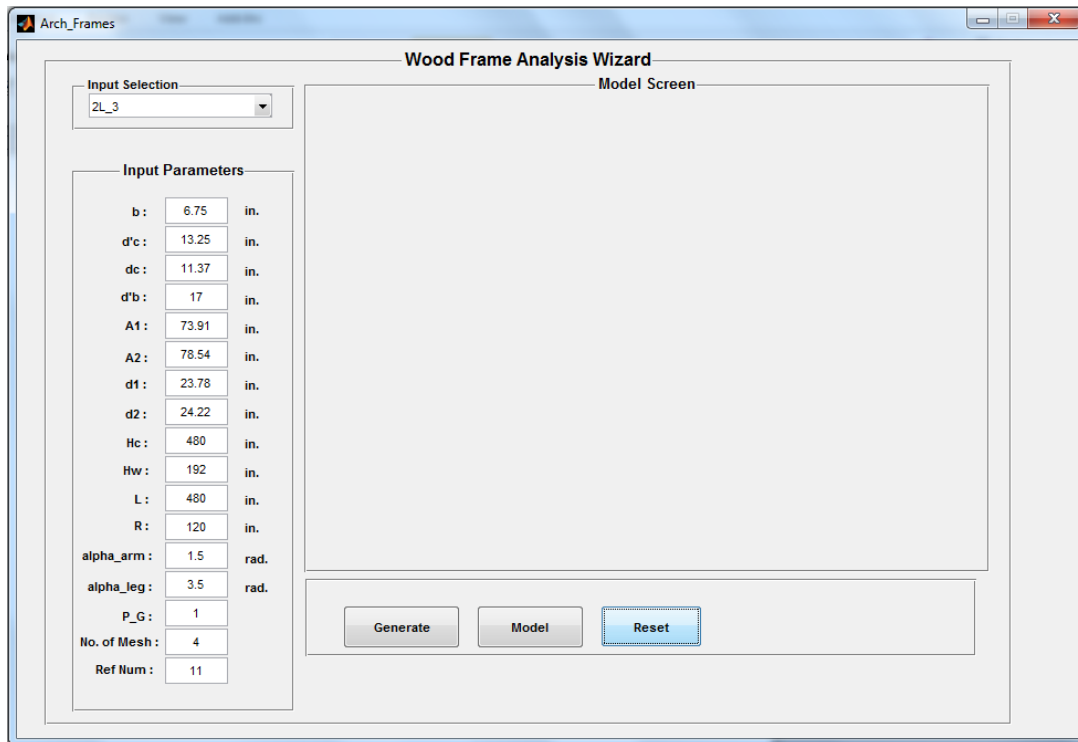 Arch_Frames
Wood Frame Analysis Wizard
Input Selection
2L_3
Model Screen
Input Parameters
b : 6.75 in.
d'c : 13.25 in.
dc : 11.37 in.
d'b : 17 in.
A1 : 73.91 in.
A2 : 78.54 in.
d1 : 23.78 in.
d2 : 24.22 in.
Hc : 480 in.
Hw : 192 in.
L : 480 in.
R : 120 in.
alpha_arm : 1.5 rad.
alpha_leg : 3.5 rad.
P_G : 1
No. of Mesh : 4
Ref Num : 11
Generate Model Reset